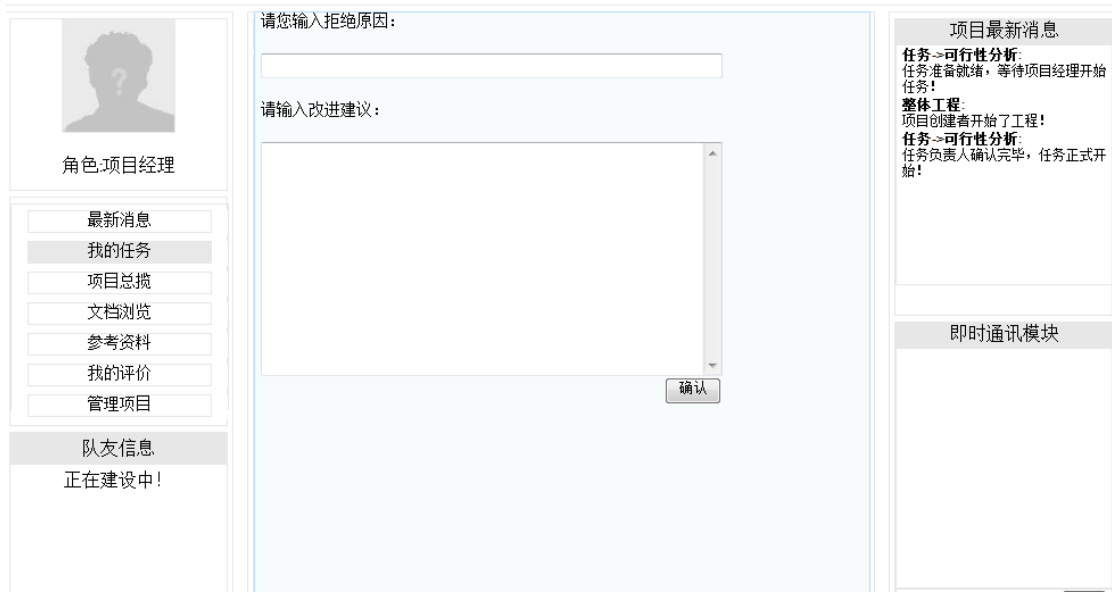 角色:项目经理
最新消息
我的任务
项目总揽
文档浏览
参考资料
我的评价
管理项目
队友信息
正在建设中!
请您输入拒绝原因:
请输入改进建议:
确认
项目最新消息
任务->可行性分析:
任务准备就绪，等待项目经理开始
任务!
整体工程:
项目创建者开始了工程!
任务->可行性分析:
任务负责人确认完毕，任务正式开
始!
即时通讯模块